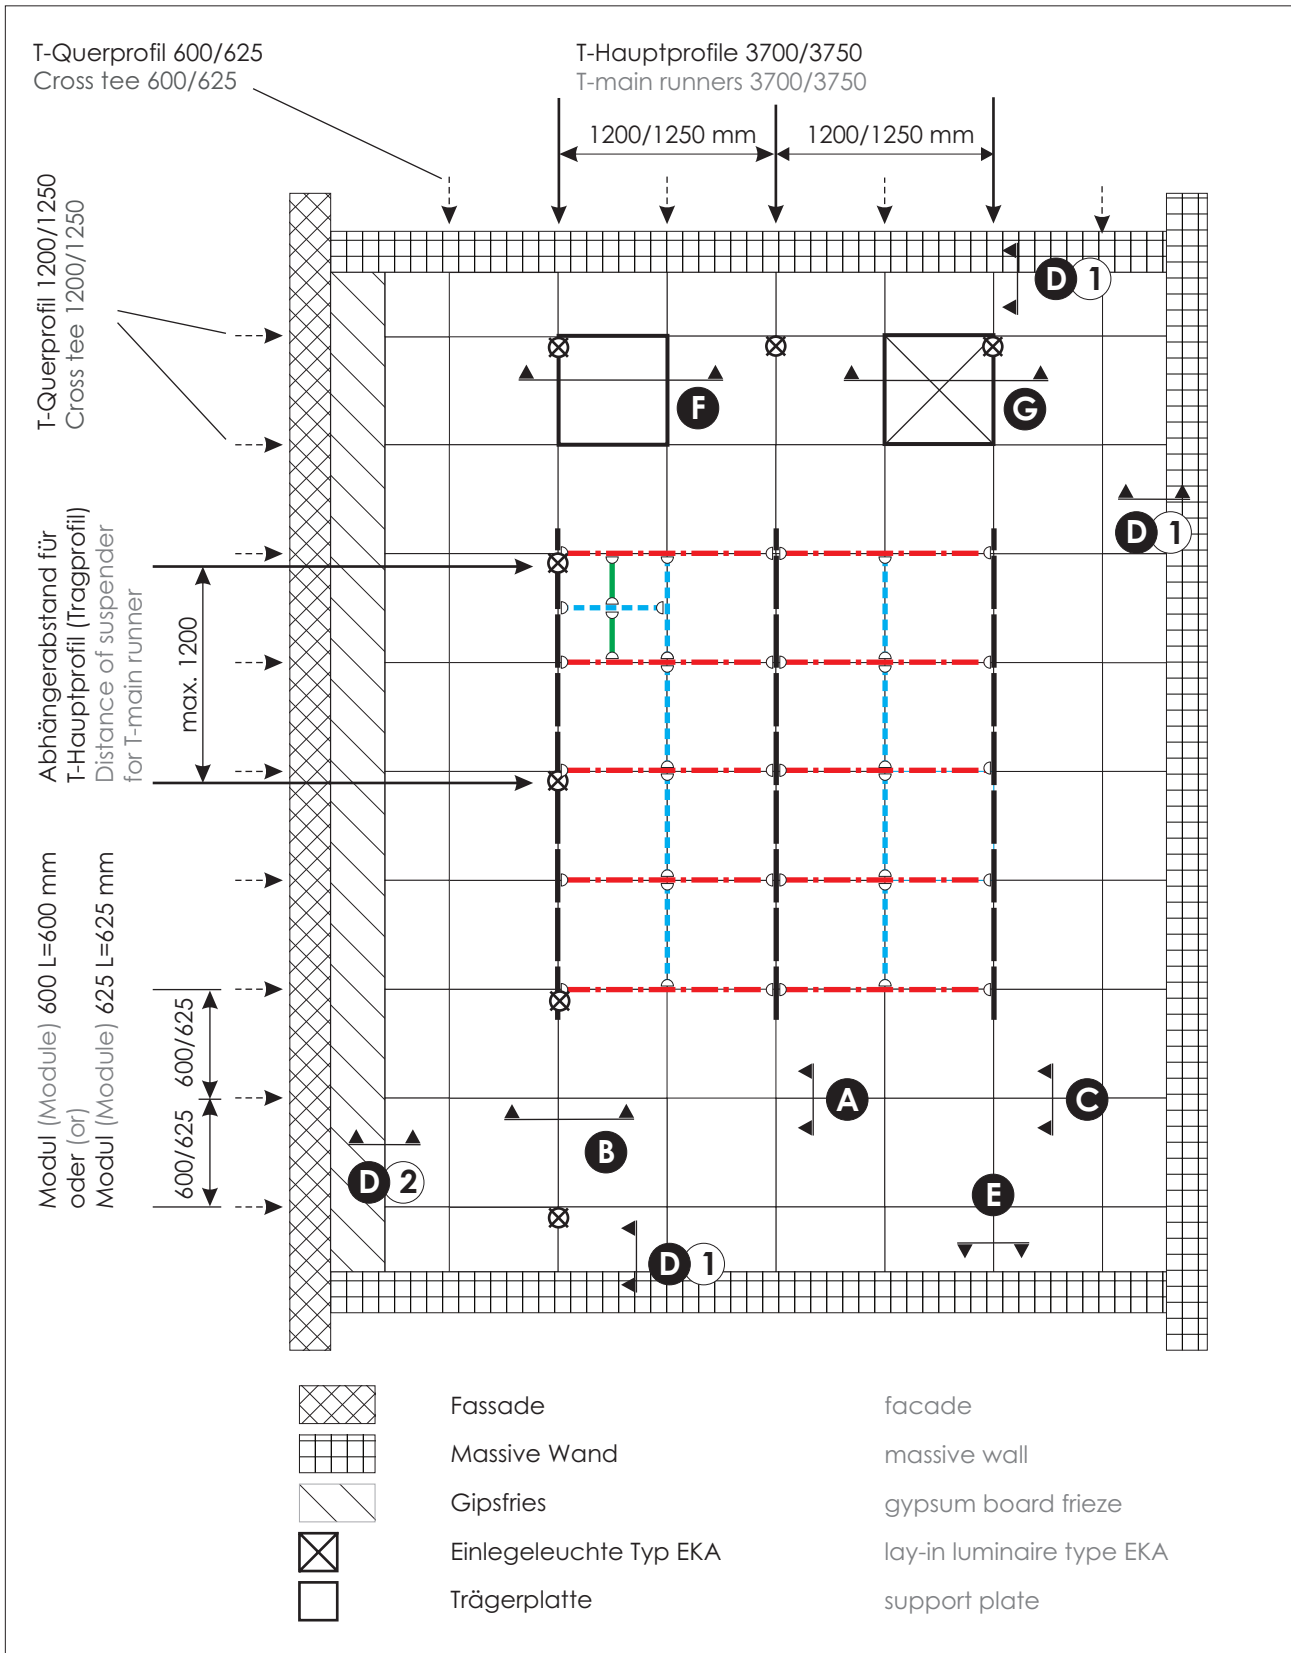 T-Querprofil 600/625
Cross tee 600/625
T-Hauptprofile 3700/3750
T-main runners 3700/3750
1200/1250 mm
1200/1250 mm
T-Querprofil 1200/1250
Cross tee 1200/1250
D 1
F
G
D 1
Abhängerabstand für
T-Hauptprofil (Tragprofil)
Distance of suspender
for T-main runner
max. 1200
Modul (Module) 600 L=600 mm
oder (or)
Modul (Module) 625 L=625 mm
600/625
600/625
A
C
B
D 2
E
D 1
Fassade
facade
Massive Wand
massive wall
Gipsfries
gypsum board frieze
Einlegeleuchte Typ EKA
lay-in luminaire type EKA
Trägerplatte
support plate